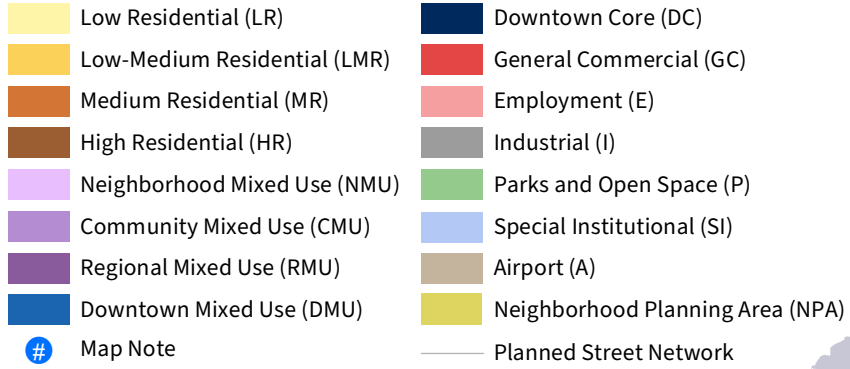 Low Residential (LR)
Low-Medium Residential (LMR)
Medium Residential (MR)
High Residential (HR)
Neighborhood Mixed Use (NMU)
Community Mixed Use (CMU)
Regional Mixed Use (RMU)
Downtown Mixed Use (DMU)
# Map Note
Downtown Core (DC)
General Commercial (GC)
Employment (E)
Industrial (I)
Parks and Open Space (P)
Special Institutional (SI)
Airport (A)
Neighborhood Planning Area (NPA)
Planned Street Network